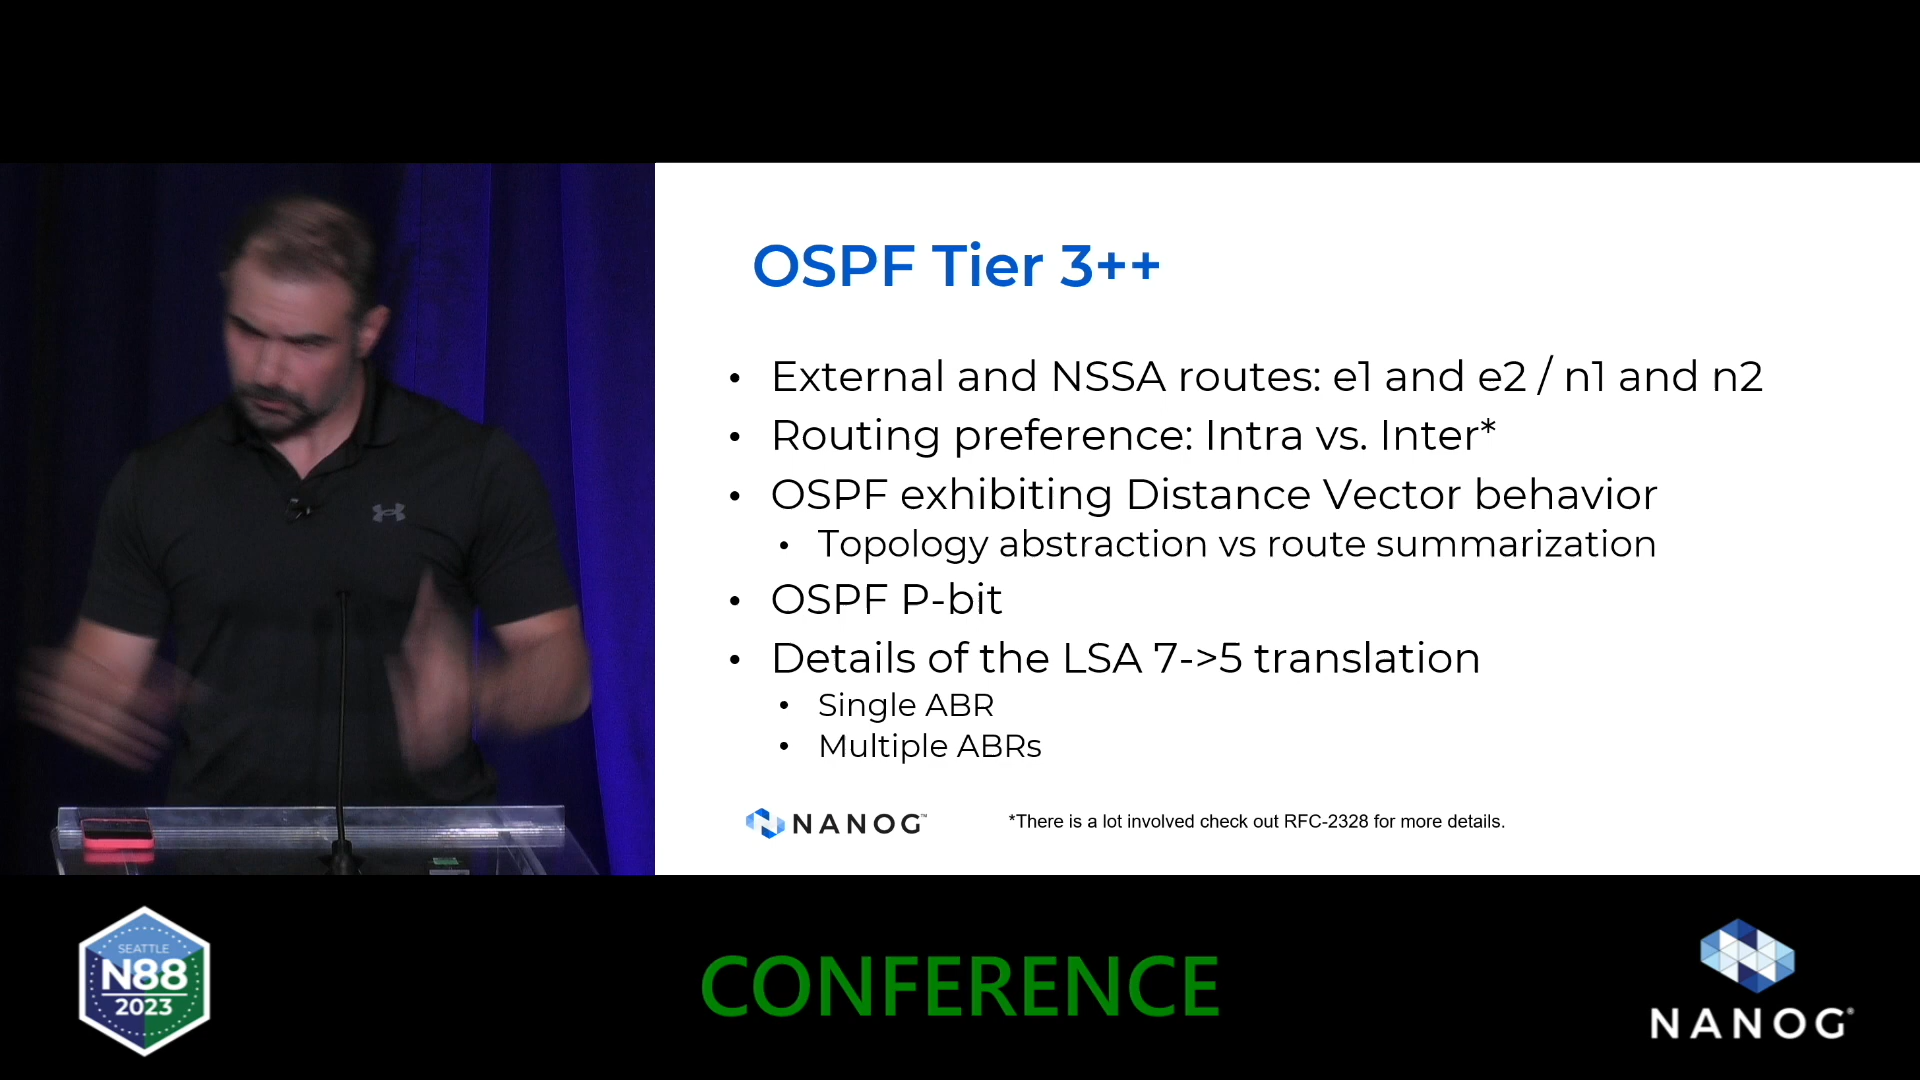 OSPF Tier 3++
• External and NSSA routes: e1 and e2 / n1 and n2
• Routing preference: Intra vs. Inter*
• OSPF exhibiting Distance Vector behavior
• Topology abstraction vs route summarization
• OSPF P-bit
• Details of the LSA 7->5 translation
• Single ABR
• Multiple ABRs
NANOG™
*There is a lot involved check out RFC-2328 for more details.
SEATTLE
N88
2023
CONFERENCE
NANOG®